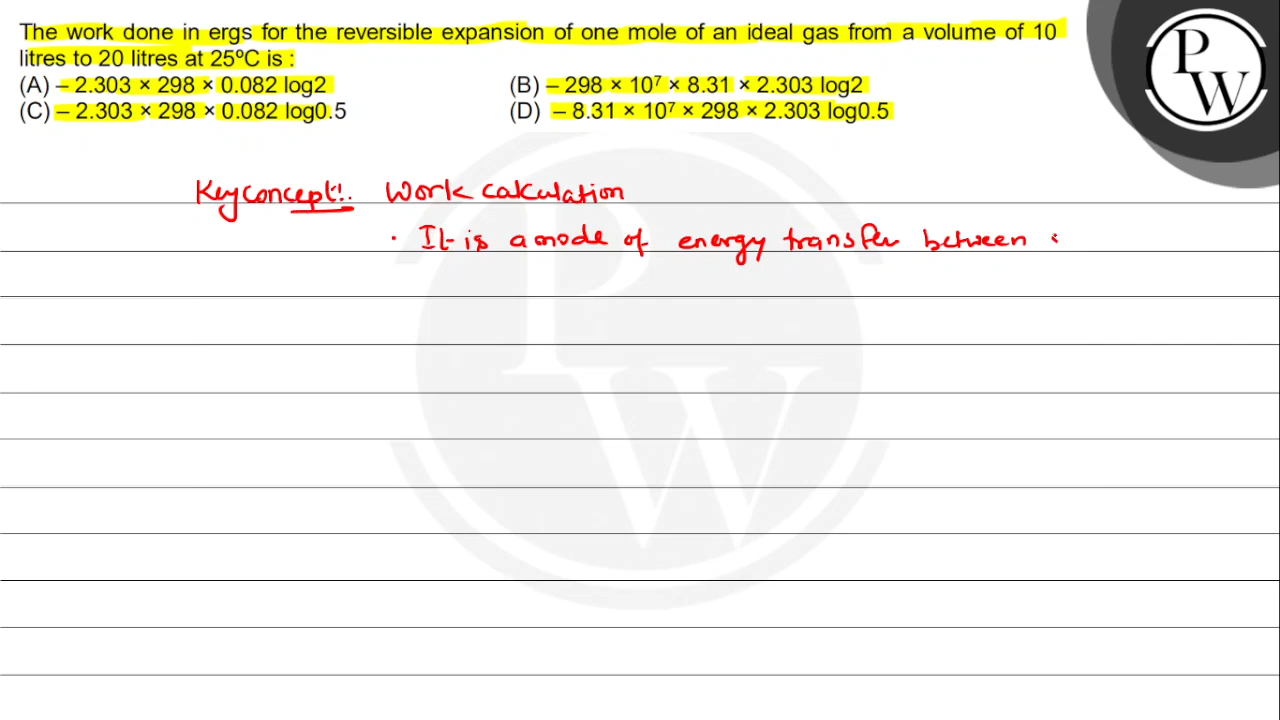 The work done in ergs for the reversible expansion of one mole of an ideal gas from a volume of 10
litres to 20 litres at 25ºC is :
(A) – 2.303 × 298 × 0.082 log2 (B) – 298 × 10⁷ × 8.31 × 2.303 log2
(C) – 2.303 × 298 × 0.082 log0.5 (D) – 8.31 × 10⁷ × 298 × 2.303 log0.5
P
W
Key concept:. Work calculation
· It is a mode of energy transfer between
P
W